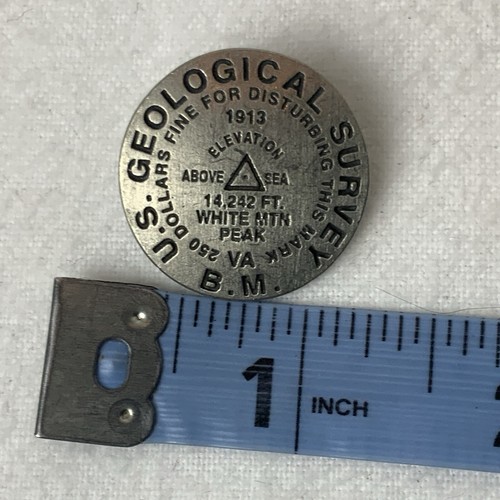 U.S. GEOLOGICAL SURVEY
B.M.
250 DOLLARS FINE FOR DISTURBING THIS MARK
1913
ELEVATION
ABOVE SEA
14,242 FT.
WHITE MTN
PEAK
VA
1 INCH